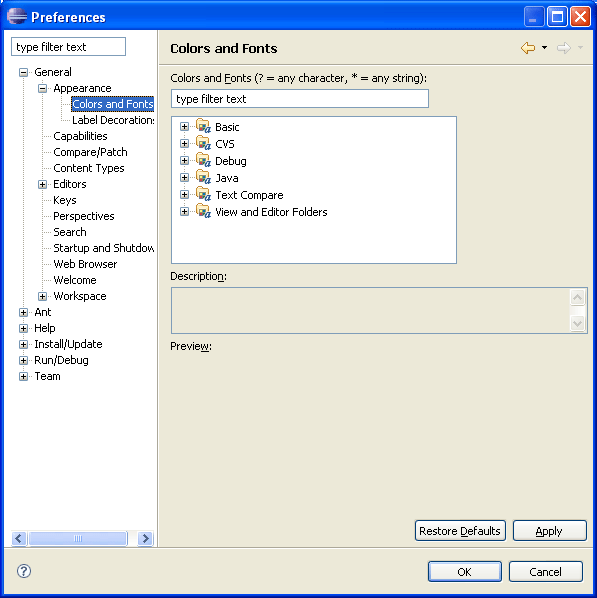 Preferences
type filter text
General
Appearance
Colors and Fonts
Label Decorations
Capabilities
Compare/Patch
Content Types
Editors
Keys
Perspectives
Search
Startup and Shutdow
Web Browser
Welcome
Workspace
Ant
Help
Install/Update
Run/Debug
Team
Colors and Fonts
Colors and Fonts (? = any character, * = any string):
type filter text
Basic
CVS
Debug
Java
Text Compare
View and Editor Folders
Description:
Preview:
Restore Defaults
Apply
OK
Cancel